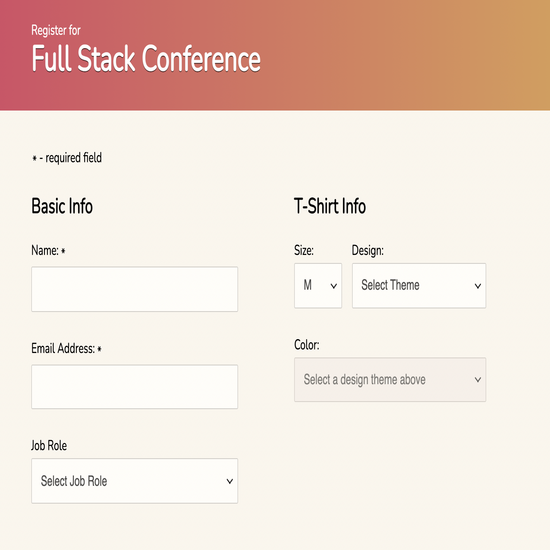 Register for
Full Stack Conference
* - required field
Basic Info
Name: *
Email Address: *
Job Role
Select Job Role
T-Shirt Info
Size:
Design:
M
Select Theme
Color:
Select a design theme above